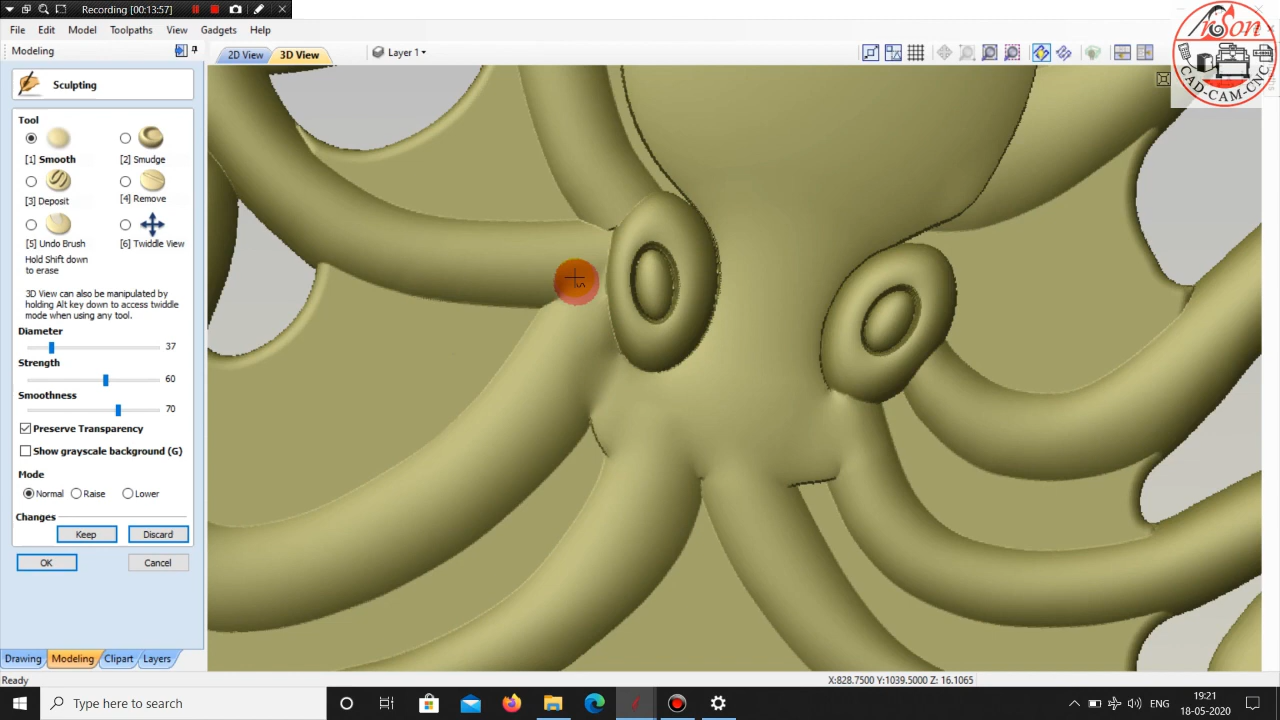 Recording [00:13:57]
File Edit Model Toolpaths View Gadgets Help
Modeling
2D View 3D View Layer 1
Sculpting
Tool
[1] Smooth [2] Smudge
[3] Deposit [4] Remove
[5] Undo Brush [6] Twiddle View
Hold Shift down
to erase
3D View can also be manipulated by
holding Alt key down to access twiddle
mode when using any tool.
Diameter
37
Strength
60
Smoothness
70
Preserve Transparency
Show grayscale background (G)
Mode
Normal Raise Lower
Changes
Keep Discard
OK Cancel
Drawing Modeling Clipart Layers
Ready X:828.7500 Y:1039.5000 Z: 16.1065
Type here to search
ENG
19:21
18-05-2020
CAD-CAM-CNC